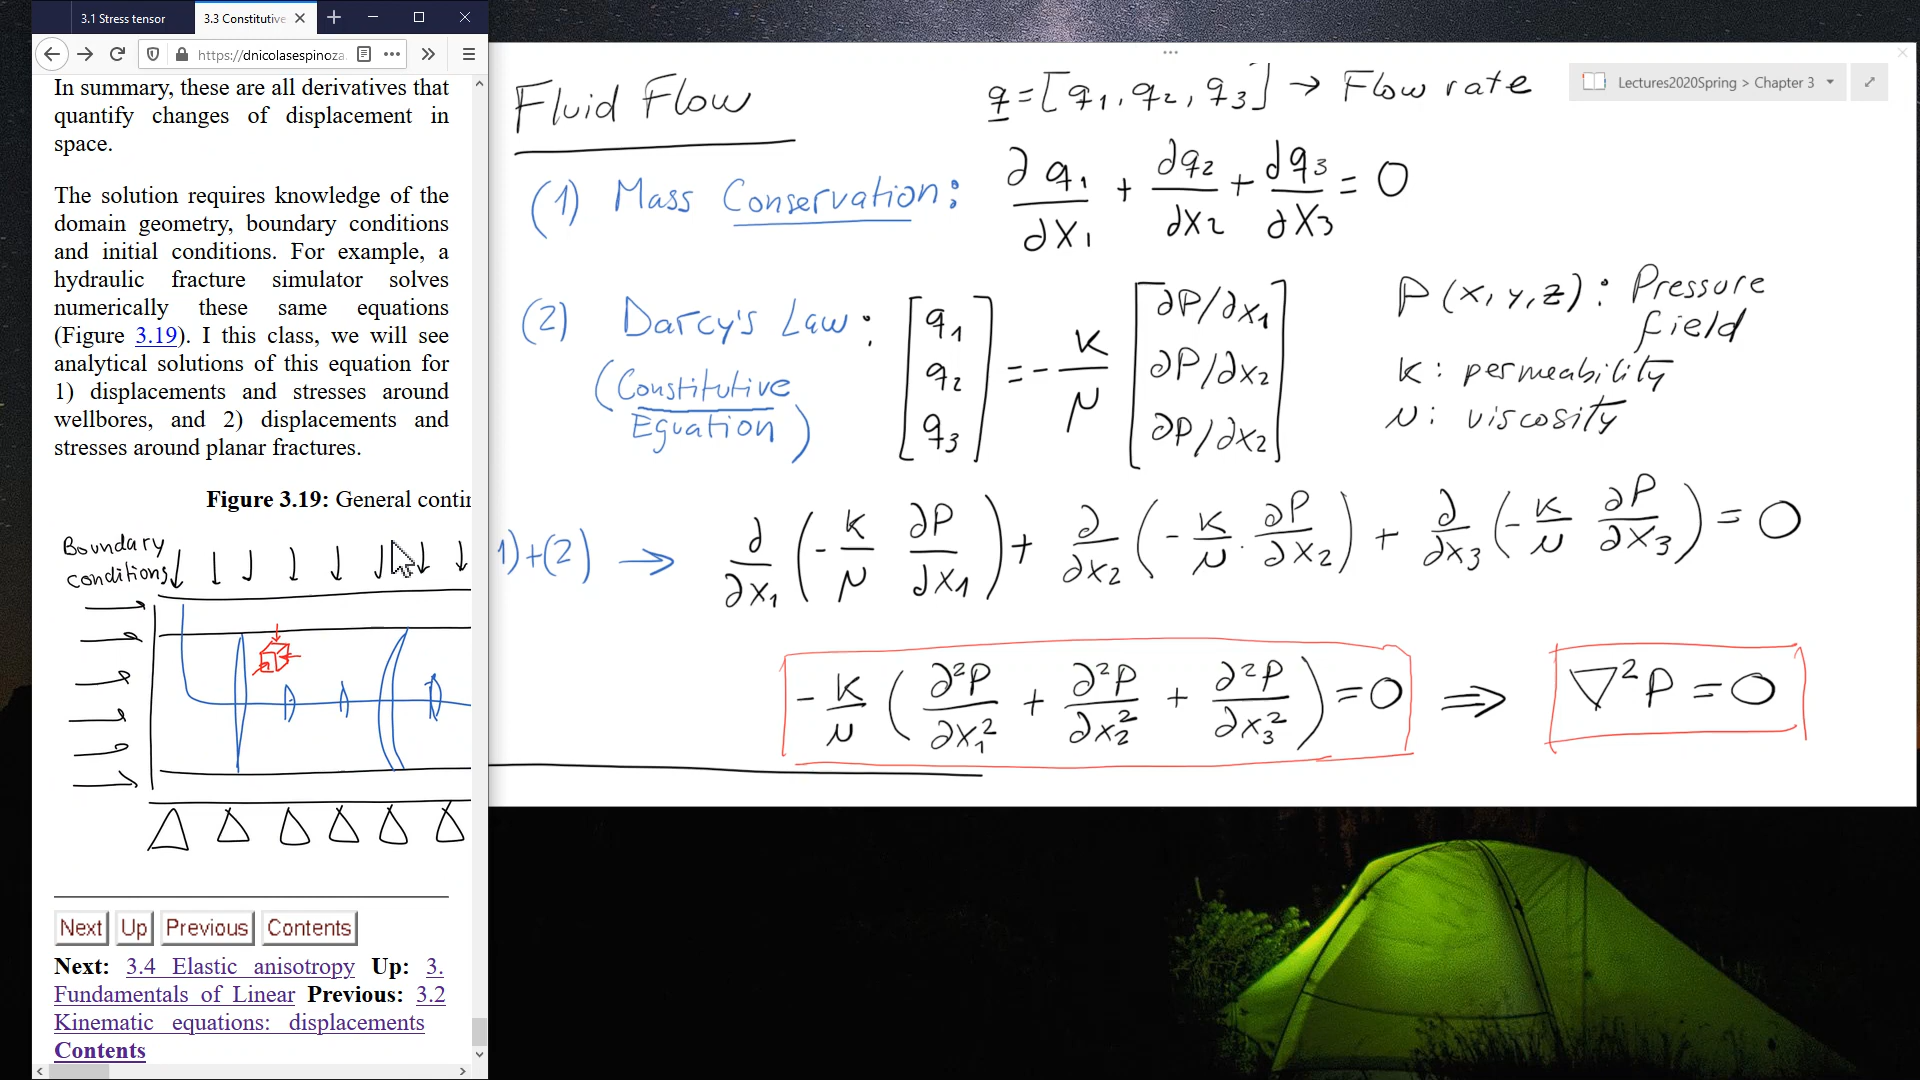 3.1 Stress tensor
3.3 Constitutive
https://dnicolasespinoza
In summary, these are all derivatives that
quantify changes of displacement in
space.
The solution requires knowledge of the
domain geometry, boundary conditions
and initial conditions. For example, a
hydraulic fracture simulator solves
numerically these same equations
(Figure 3.19). I this class, we will see
analytical solutions of this equation for
1) displacements and stresses around
wellbores, and 2) displacements and
stresses around planar fractures.
Figure 3.19: General conti
Boundary
conditions
Next Up Previous Contents
Next: 3.4 Elastic anisotropy Up: 3.
Fundamentals of Linear Previous: 3.2
Kinematic equations: displacements
Contents
Lectures2020Spring > Chapter 3
Fluid Flow
q = [q1, q2, q3] → Flow rate
(1) Mass Conservation: ∂q1/∂x1 + ∂q2/∂x2 + ∂q3/∂x3 = 0
(2) Darcy's Law: [q1 q2 q3] = - k/μ [∂P/∂x1 ∂P/∂x2 ∂P/∂x2]
(Constitutive
Equation)
P(x, y, z): Pressure
field
k: permeability
μ: viscosity
1)+(2) → ∂/∂x1 (- k/μ ∂P/∂x1) + ∂/∂x2 (- k/μ · ∂P/∂x2) + ∂/∂x3 (- k/μ ∂P/∂x3) = 0
- k/μ (∂²P/∂x1² + ∂²P/∂x2² + ∂²P/∂x3²) = 0 ⇒ ∇²P = 0